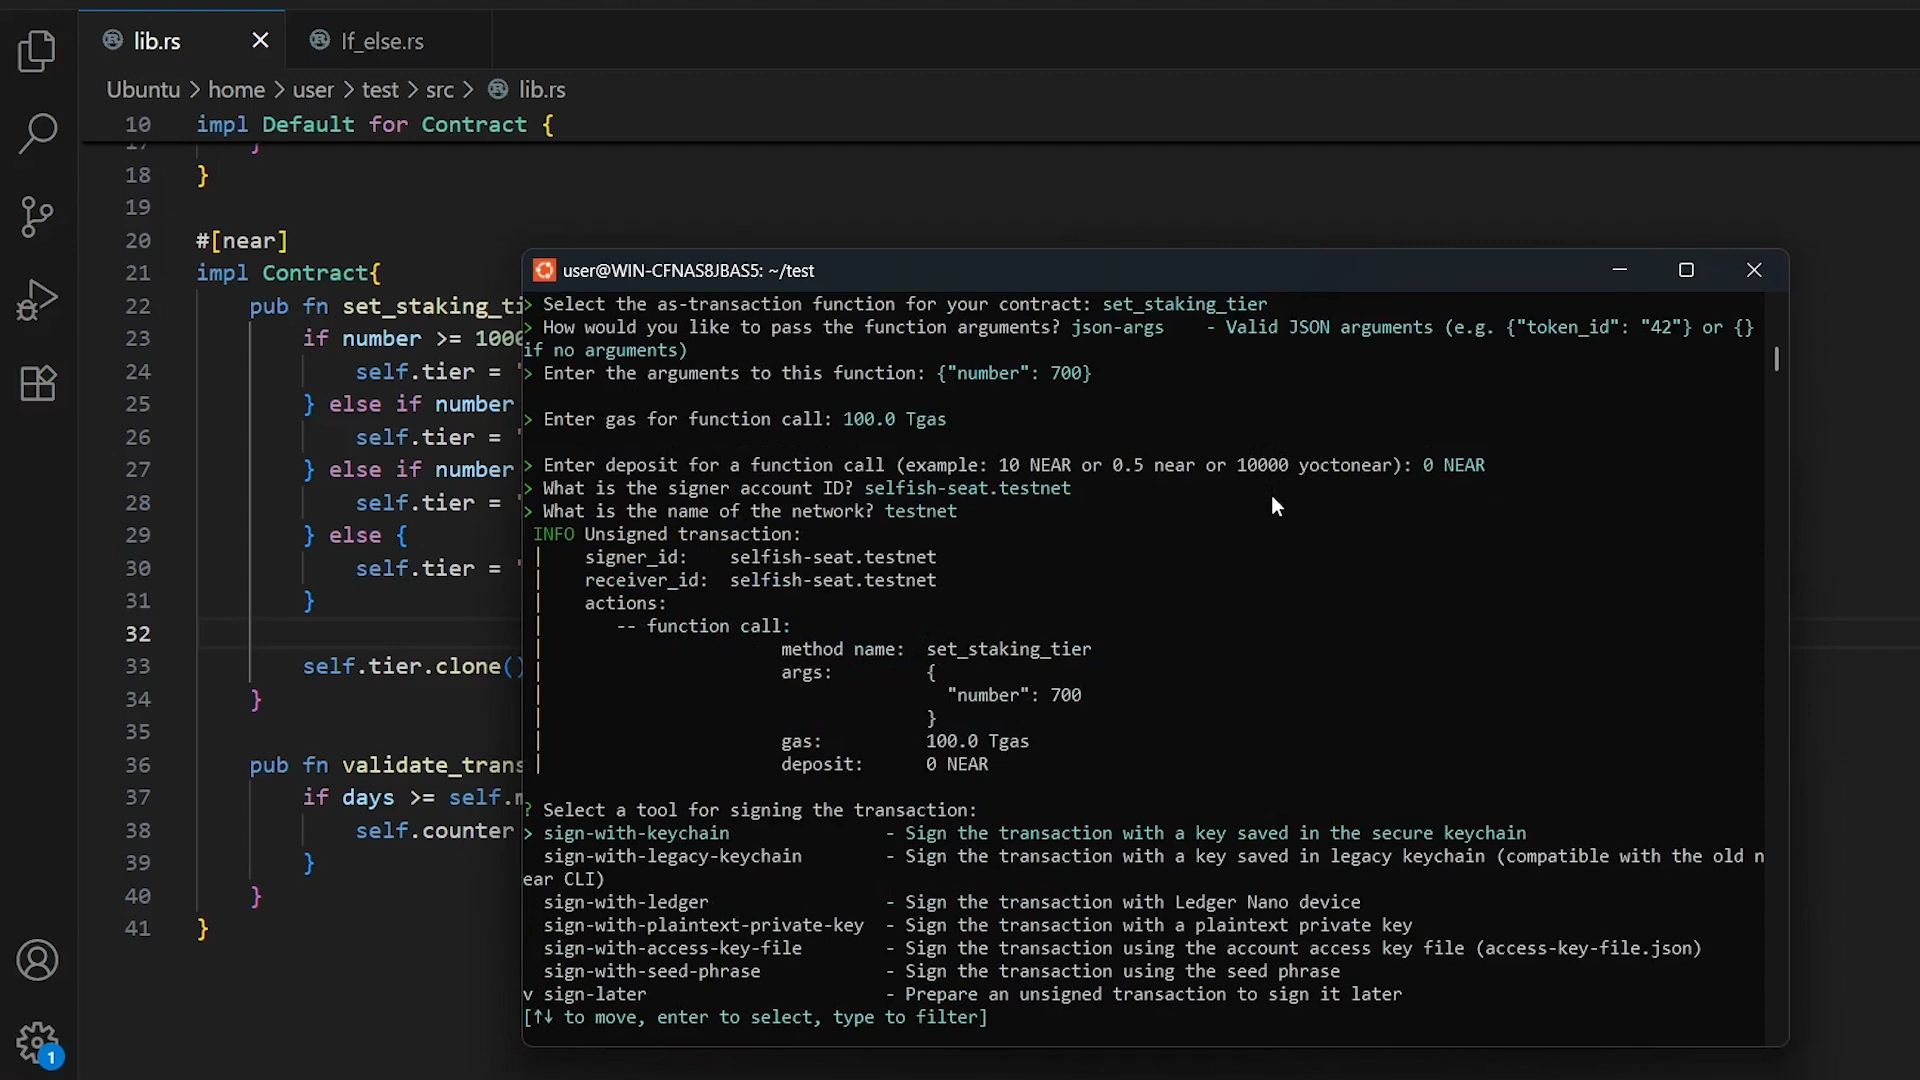 lib.rs
If_else.rs
Ubuntu > home > user > test > src > lib.rs
10 impl Default for Contract {
17 }
18 }
19
20 #[near]
21 impl Contract{
22 pub fn set_staking_ti
23 if number >= 1000
24 self.tier = "
25 } else if number
26 self.tier = "
27 } else if number
28 self.tier = "
29 } else {
30 self.tier = "
31 }
32
33 self.tier.clone()
34 }
35
36 pub fn validate_trans
37 if days >= self.m
38 self.counter
39 }
40 }
41 }
1
user@WIN-CFNAS8JBAS5: ~/test
> Select the as-transaction function for your contract: set_staking_tier
> How would you like to pass the function arguments? json-args - Valid JSON arguments (e.g. {"token_id": "42"} or {}
if no arguments)
> Enter the arguments to this function: {"number": 700}
> Enter gas for function call: 100.0 Tgas
> Enter deposit for a function call (example: 10 NEAR or 0.5 near or 10000 yoctonear): 0 NEAR
> What is the signer account ID? selfish-seat.testnet
> What is the name of the network? testnet
INFO Unsigned transaction:
| signer_id: selfish-seat.testnet
| receiver_id: selfish-seat.testnet
| actions:
| -- function call:
| method name: set_staking_tier
| args: {
| "number": 700
| }
| gas: 100.0 Tgas
| deposit: 0 NEAR
? Select a tool for signing the transaction:
> sign-with-keychain - Sign the transaction with a key saved in the secure keychain
sign-with-legacy-keychain - Sign the transaction with a key saved in legacy keychain (compatible with the old n
ear CLI)
sign-with-ledger - Sign the transaction with Ledger Nano device
sign-with-plaintext-private-key - Sign the transaction with a plaintext private key
sign-with-access-key-file - Sign the transaction using the account access key file (access-key-file.json)
sign-with-seed-phrase - Sign the transaction using the seed phrase
v sign-later - Prepare an unsigned transaction to sign it later
[↑↓ to move, enter to select, type to filter]